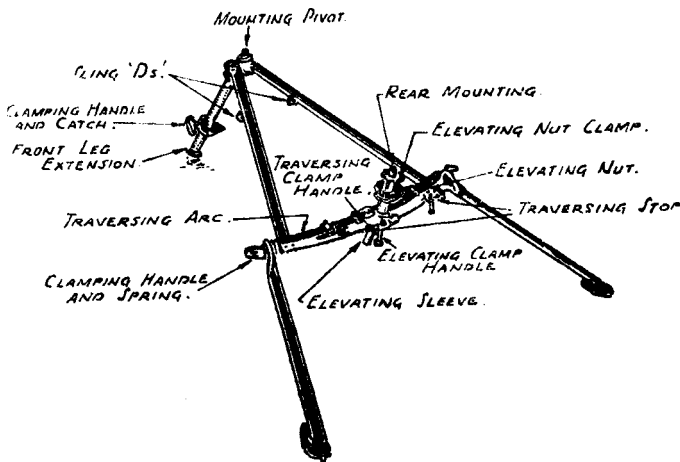 MOUNTING PIVOT.
SLING 'DS'.
CLAMPING HANDLE
AND CATCH.
FRONT LEG
EXTENSION
REAR MOUNTING.
ELEVATING NUT CLAMP.
TRAVERSING
CLAMP
HANDLE.
ELEVATING NUT.
TRAVERSING ARC.
TRAVERSING STOP
CLAMPING HANDLE
AND SPRING.
ELEVATING CLAMP
HANDLE
ELEVATING SLEEVE.